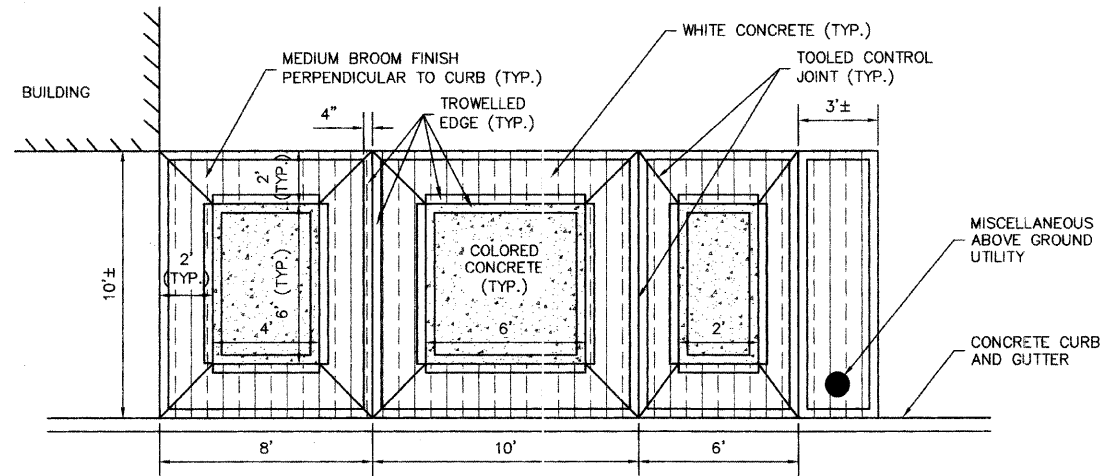 WHITE CONCRETE (TYP.)
MEDIUM BROOM FINISH
PERPENDICULAR TO CURB (TYP.)
TOOLED CONTROL
JOINT (TYP.)
BUILDING
4"
TROWELLED
EDGE (TYP.)
3'±
2'
(TYP.)
MISCELLANEOUS
ABOVE GROUND
UTILITY
COLORED
CONCRETE
(TYP.)
2'
(TYP.)
10'±
6' (TYP.)
4'
6'
2'
CONCRETE CURB
AND GUTTER
8'
10'
6'